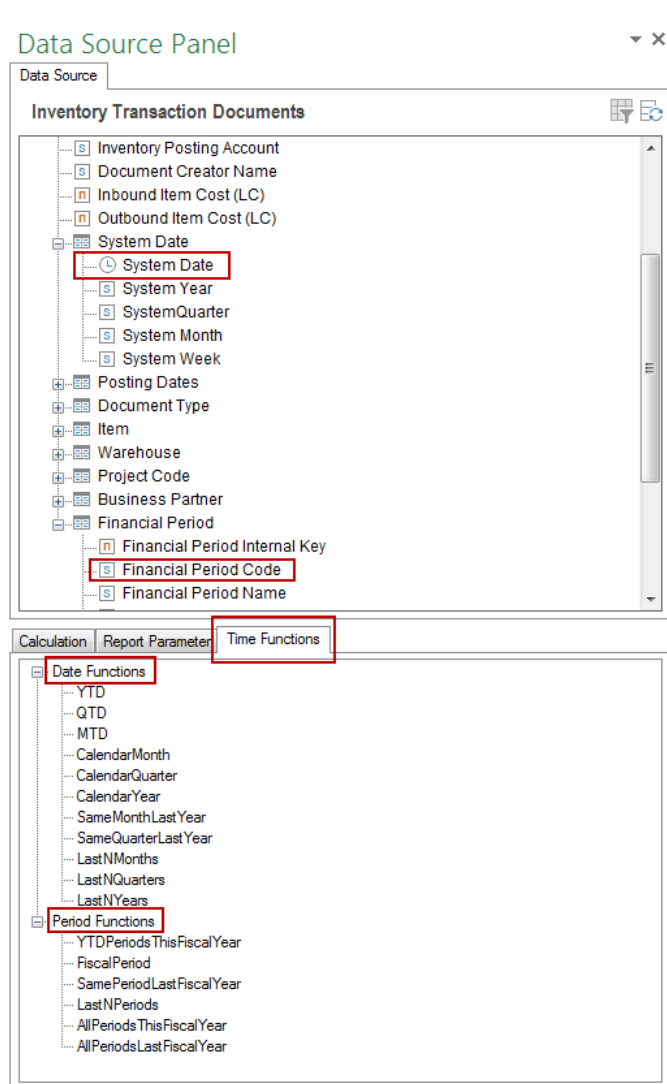 Data Source Panel
Data Source
Inventory Transaction Documents
Inventory Posting Account
Document Creator Name
Inbound Item Cost (LC)
Outbound Item Cost (LC)
System Date
System Date
System Year
SystemQuarter
System Month
System Week
Posting Dates
Document Type
Item
Warehouse
Project Code
Business Partner
Financial Period
Financial Period Internal Key
Financial Period Code
Financial Period Name
Calculation Report Parameter Time Functions
Date Functions
YTD
QTD
MTD
CalendarMonth
CalendarQuarter
CalendarYear
SameMonthLastYear
SameQuarterLastYear
LastNMonths
LastNQuarters
LastNYears
Period Functions
YTDPeriodsThisFiscalYear
FiscalPeriod
SamePeriodLastFiscalYear
LastNPeriods
AllPeriodsThisFiscalYear
AllPeriodsLastFiscalYear